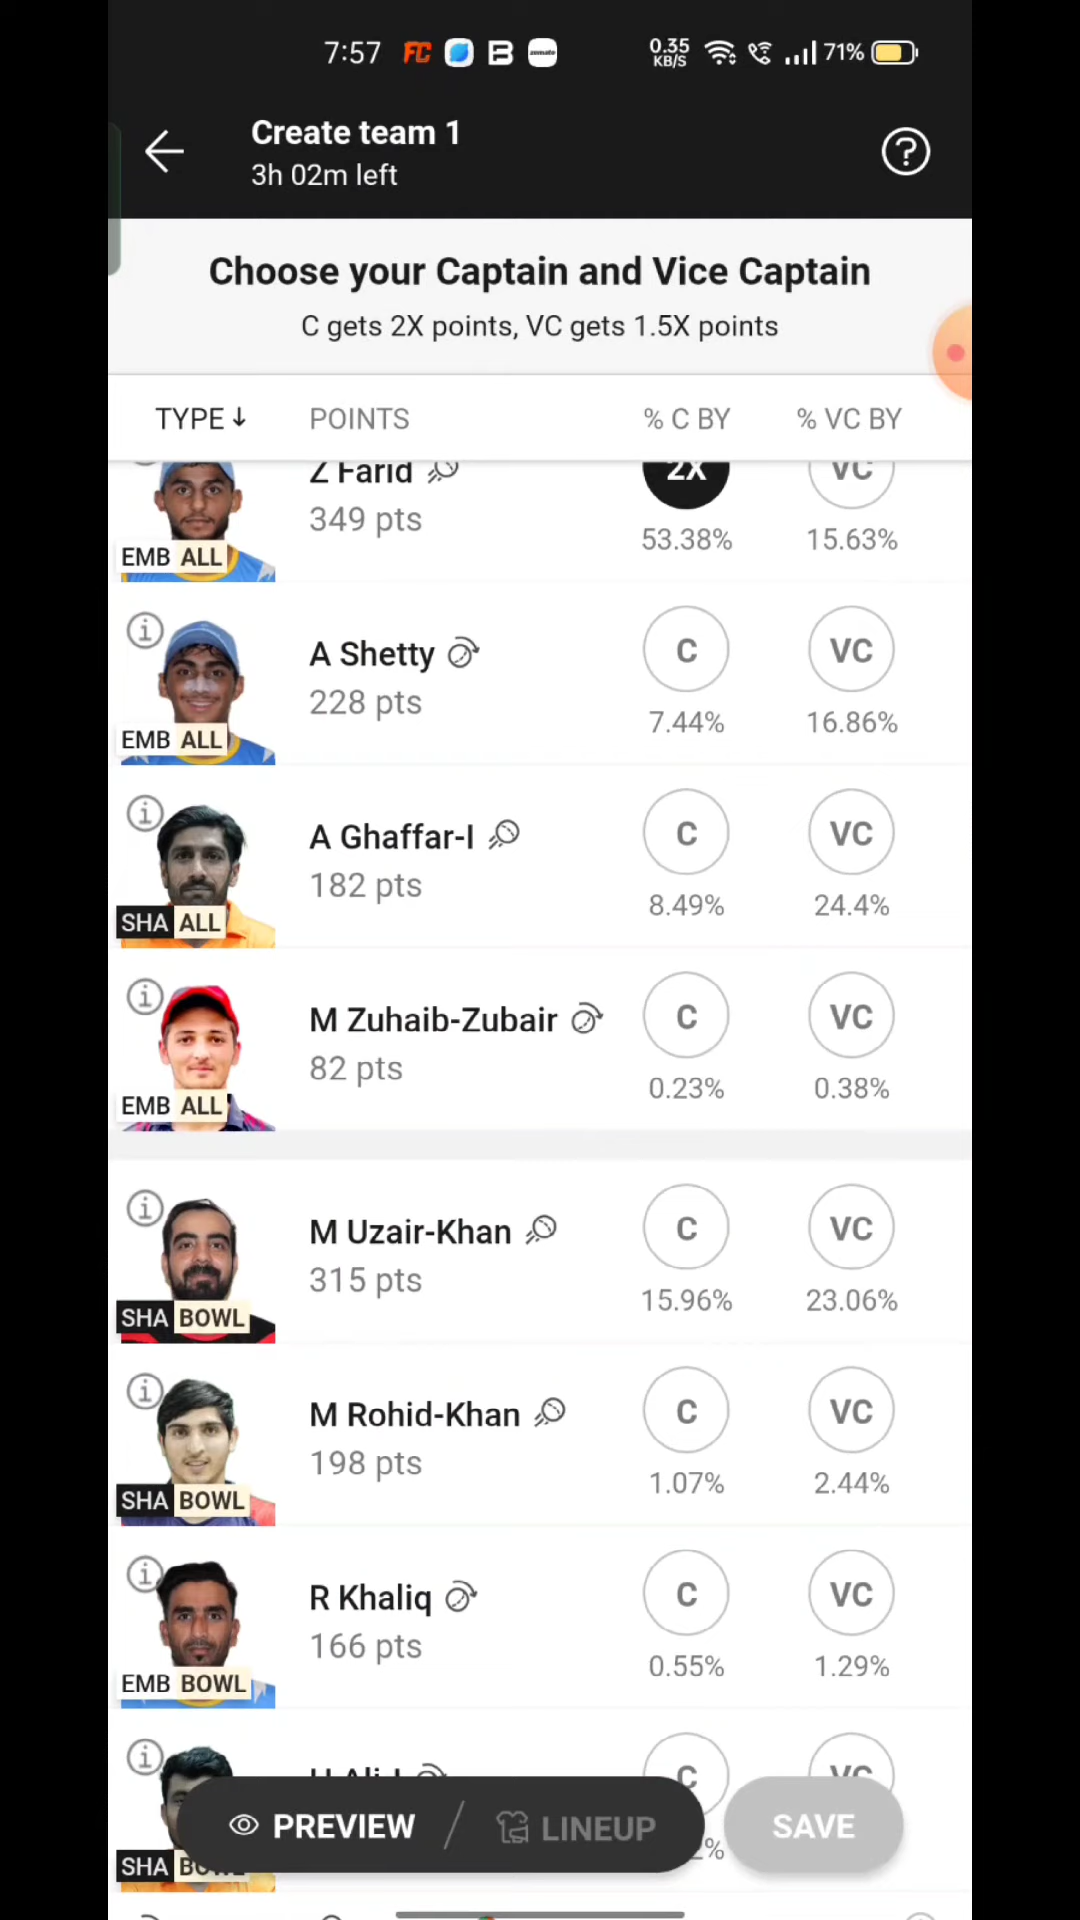 7:57 FC B 0.35 KB/S 71%
Create team 1
3h 02m left
Choose your Captain and Vice Captain
C gets 2X points, VC gets 1.5X points
TYPE POINTS % C BY % VC BY
Z Farid 2X VC
349 pts 53.38% 15.63%
EMB ALL
A Shetty C VC
228 pts 7.44% 16.86%
EMB ALL
A Ghaffar-I C VC
182 pts 8.49% 24.4%
SHA ALL
M Zuhaib-Zubair C VC
82 pts 0.23% 0.38%
EMB ALL
M Uzair-Khan C VC
315 pts 15.96% 23.06%
SHA BOWL
M Rohid-Khan C VC
198 pts 1.07% 2.44%
SHA BOWL
R Khaliq C VC
166 pts 0.55% 1.29%
EMB BOWL
C VC
PREVIEW / LINEUP SAVE
SHA